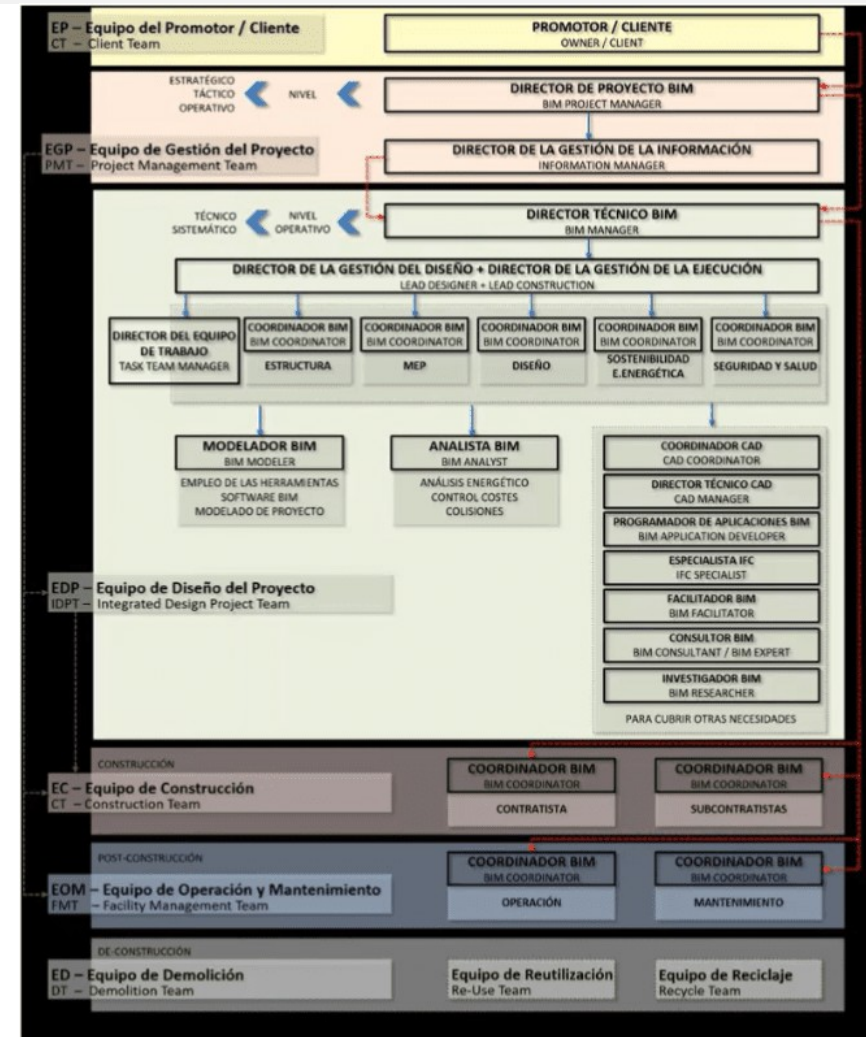 EP – Equipo del Promotor / Cliente
CT – Client Team
PROMOTOR / CLIENTE
OWNER / CLIENT
ESTRATÉGICO
TÁCTICO
OPERATIVO
NIVEL
DIRECTOR DE PROYECTO BIM
BIM PROJECT MANAGER
EGP – Equipo de Gestión del Proyecto
PMT – Project Management Team
DIRECTOR DE LA GESTIÓN DE LA INFORMACIÓN
INFORMATION MANAGER
TÉCNICO
SISTEMÁTICO
NIVEL
OPERATIVO
DIRECTOR TÉCNICO BIM
BIM MANAGER
DIRECTOR DE LA GESTIÓN DEL DISEÑO + DIRECTOR DE LA GESTIÓN DE LA EJECUCIÓN
LEAD DESIGNER + LEAD CONSTRUCTION
DIRECTOR DEL EQUIPO
DE TRABAJO
TASK TEAM MANAGER
COORDINADOR BIM
BIM COORDINATOR
ESTRUCTURA
COORDINADOR BIM
BIM COORDINATOR
MEP
COORDINADOR BIM
BIM COORDINATOR
DISEÑO
COORDINADOR BIM
BIM COORDINATOR
SOSTENIBILIDAD
E.ENERGÉTICA
COORDINADOR BIM
BIM COORDINATOR
SEGURIDAD Y SALUD
MODELADOR BIM
BIM MODELER
EMPLEO DE LAS HERRAMIENTAS
SOFTWARE BIM
MODELADO DE PROYECTO
ANALISTA BIM
BIM ANALYST
ANÁLISIS ENERGÉTICO
CONTROL COSTES
COLISIONES
COORDINADOR CAD
CAD COORDINATOR
DIRECTOR TÉCNICO CAD
CAD MANAGER
PROGRAMADOR DE APLICACIONES BIM
BIM APPLICATION DEVELOPER
ESPECIALISTA IFC
IFC SPECIALIST
FACILITADOR BIM
BIM FACILITATOR
CONSULTOR BIM
BIM CONSULTANT / BIM EXPERT
INVESTIGADOR BIM
BIM RESEARCHER
PARA CUBRIR OTRAS NECESIDADES
EDP – Equipo de Diseño del Proyecto
IDPT – Integrated Design Project Team
CONSTRUCCIÓN
EC – Equipo de Construcción
CT – Construction Team
COORDINADOR BIM
BIM COORDINATOR
CONTRATISTA
COORDINADOR BIM
BIM COORDINATOR
SUBCONTRATISTAS
POST-CONSTRUCCIÓN
EOM – Equipo de Operación y Mantenimiento
FMT – Facility Management Team
COORDINADOR BIM
BIM COORDINATOR
OPERACIÓN
COORDINADOR BIM
BIM COORDINATOR
MANTENIMIENTO
DE-CONSTRUCCIÓN
ED – Equipo de Demolición
DT – Demolition Team
Equipo de Reutilización
Re-Use Team
Equipo de Reciclaje
Recycle Team